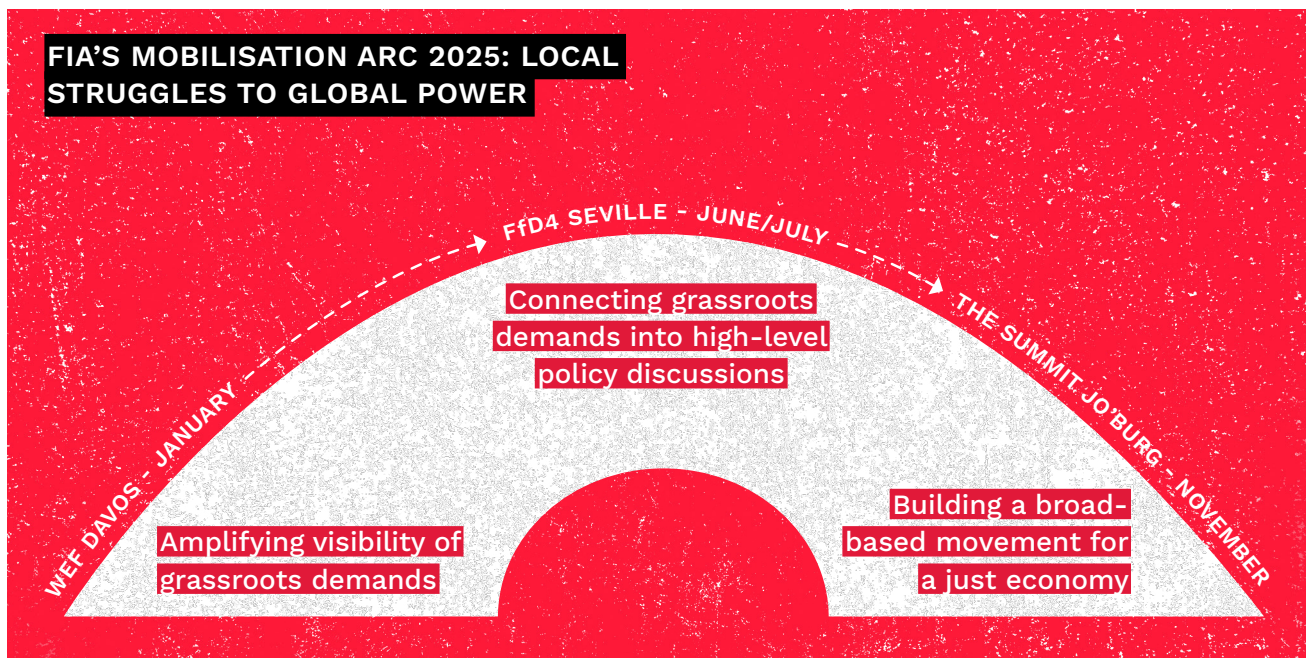 FIA'S MOBILISATION ARC 2025: LOCAL
STRUGGLES TO GLOBAL POWER
WEF DAVOS - JANUARY
FfD4 SEVILLE - JUNE/JULY
THE SUMMIT JO'BURG - NOVEMBER
Connecting grassroots
demands into high-level
policy discussions
Amplifying visibility of
grassroots demands
Building a broad-
based movement for
a just economy